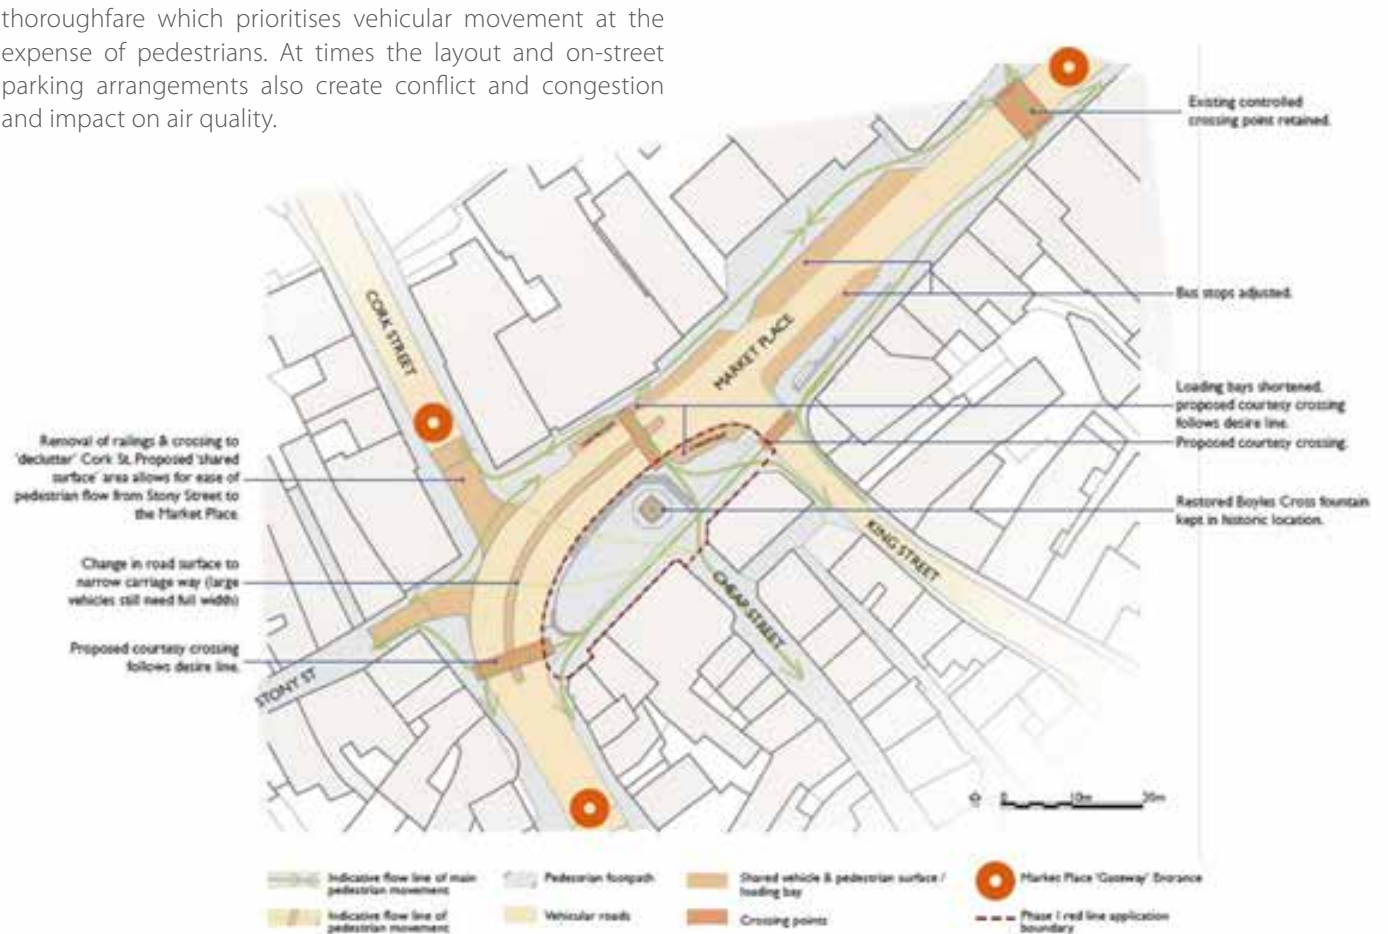 thoroughfare which prioritises vehicular movement at the
expense of pedestrians. At times the layout and on-street
parking arrangements also create conflict and congestion
and impact on air quality.
Existing controlled
crossing point retained.
CORK STREET
MARKET PLACE
Bus stops adjusted.
Loading bays shortened,
proposed courtesy crossing
follows desire line.
Proposed courtesy crossing.
Removal of railings & crossing to
'declutter' Cork St. Proposed 'shared
surface' area allows for ease of
pedestrian flow from Stony Street to
the Market Place.
Restored Boyles Cross fountain
kept in historic location.
KING STREET
Change in road surface to
narrow carriage way (large
vehicles still need full width)
CHEAP STREET
Proposed courtesy crossing
follows desire line.
STONY ST
0 10m 20m
Indicative flow line of main
pedestrian movement
Pedestrian footpath
Shared vehicle & pedestrian surface /
loading bay
Market Place 'Gateway' Entrance
Indicative flow line of
pedestrian movement
Vehicular roads
Crossing points
Phase 1 red line application
boundary